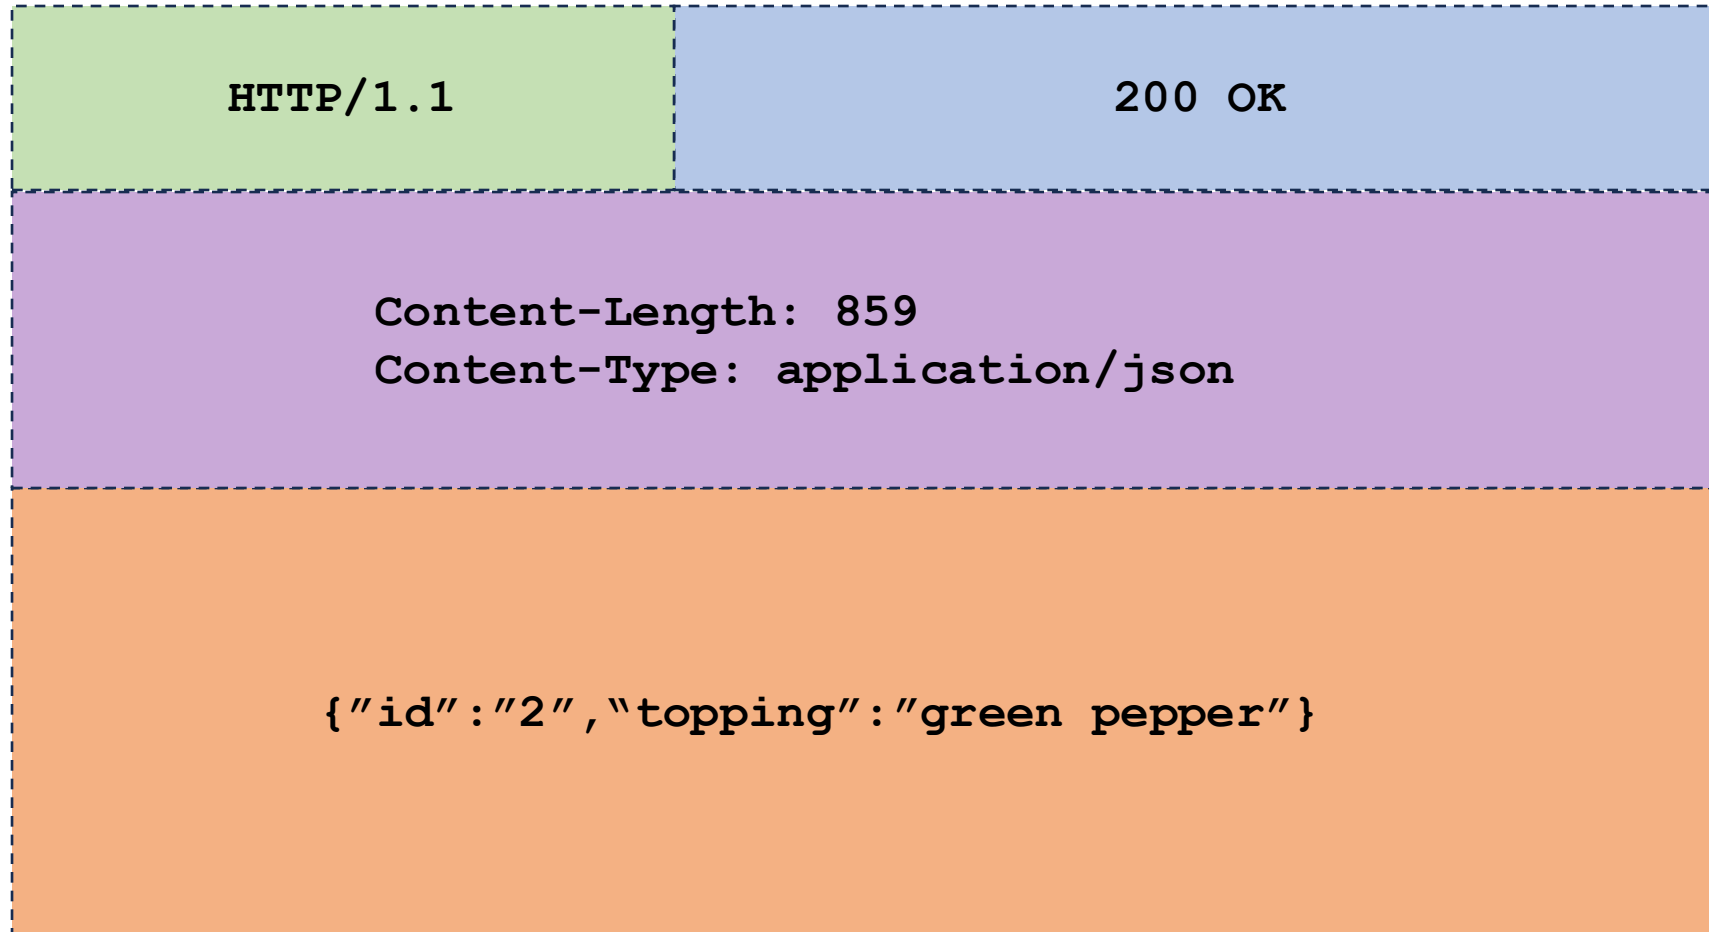 HTTP/1.1
200 OK
Content-Length: 859
Content-Type: application/json
{”id”:”2”,“topping”:”green pepper”}